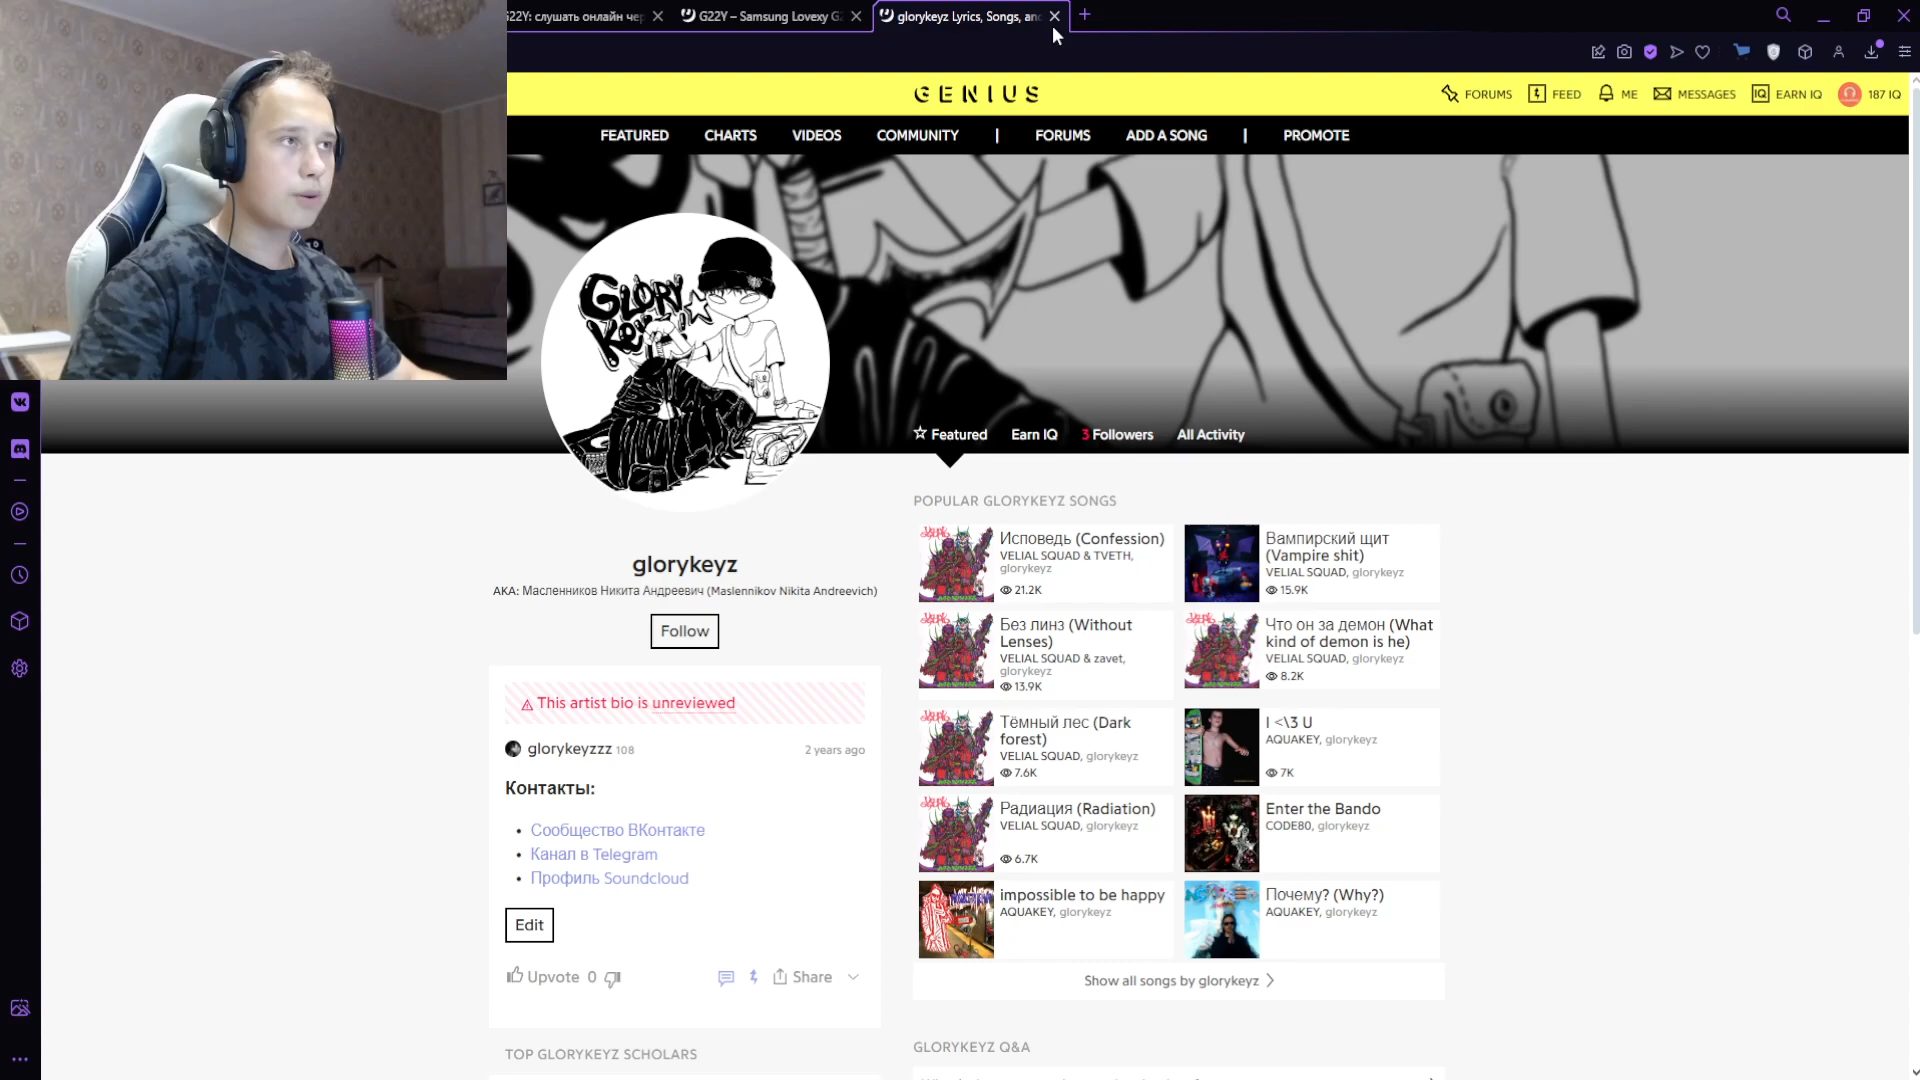 G22Y: слушать онлайн чер
G22Y – Samsung Lovexy G2
glorykeyz Lyrics, Songs, an
GENIUS
FORUMS
FEED
ME
MESSAGES
IQ EARN IQ
187 IQ
FEATURED
CHARTS
VIDEOS
COMMUNITY
|
FORUMS
ADD A SONG
|
PROMOTE
GLORY
KEYZ
Featured
Earn IQ
3 Followers
All Activity
glorykeyz
AKA: Масленников Никита Андреевич (Maslennikov Nikita Andreevich)
Follow
This artist bio is unreviewed
glorykeyzzz 108
2 years ago
Контакты:
• Сообщество ВКонтакте
• Канал в Telegram
• Профиль Soundcloud
Edit
Upvote 0
Share
TOP GLORYKEYZ SCHOLARS
POPULAR GLORYKEYZ SONGS
Исповедь (Confession)
VELIAL SQUAD & TVETH,
glorykeyz
21.2K
Вампирский щит
(Vampire shit)
VELIAL SQUAD, glorykeyz
15.9K
Без линз (Without
Lenses)
VELIAL SQUAD & zavet,
glorykeyz
13.9K
Что он за демон (What
kind of demon is he)
VELIAL SQUAD, glorykeyz
8.2K
Тёмный лес (Dark
forest)
VELIAL SQUAD, glorykeyz
7.6K
I <\3 U
AQUAKEY, glorykeyz
7K
Радиация (Radiation)
VELIAL SQUAD, glorykeyz
6.7K
Enter the Bando
CODE80, glorykeyz
impossible to be happy
AQUAKEY, glorykeyz
Почему? (Why?)
AQUAKEY, glorykeyz
Show all songs by glorykeyz
GLORYKEYZ Q&A